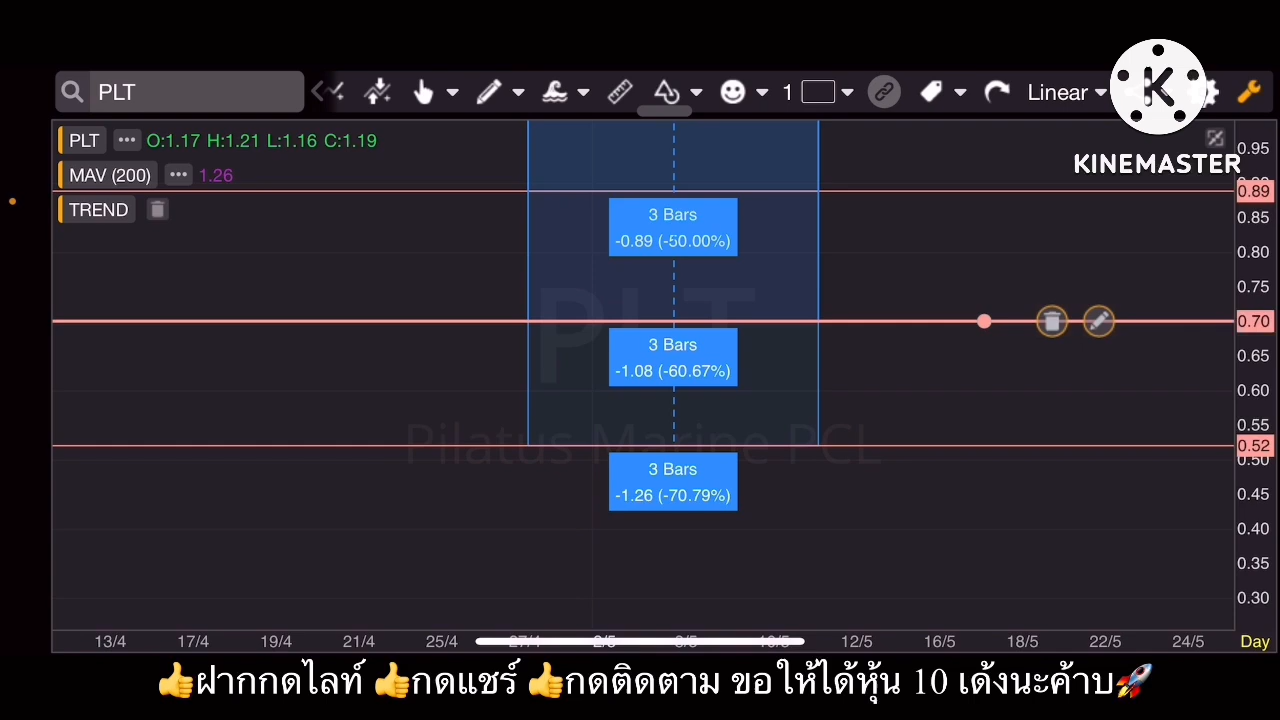 PLT
1
Linear
KINEMASTER
PLT ••• O:1.17 H:1.21 L:1.16 C:1.19
MAV (200) ••• 1.26
TREND
3 Bars
-0.89 (-50.00%)
3 Bars
-1.08 (-60.67%)
3 Bars
-1.26 (-70.79%)
PLT
Pilatus Marine PCL
0.95
0.89
0.85
0.80
0.75
0.70
0.65
0.60
0.55
0.52
0.50
0.45
0.40
0.35
0.30
13/4 17/4 19/4 21/4 25/4 27/4 12/5 16/5 18/5 22/5 24/5 Day
👍ฝากกดไลท์ 👍กดแชร์ 👍กดติดตาม ขอให้ได้หุ้น 10 เด้งนะค้าบ🚀